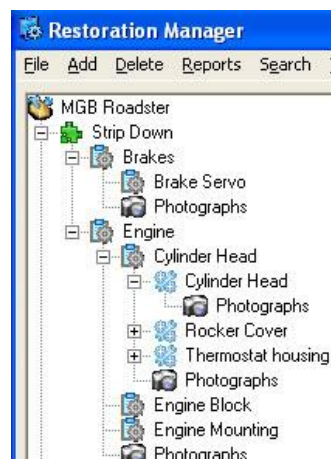 Restoration Manager
File Add Delete Reports Search
MGB Roadster
Strip Down
Brakes
Brake Servo
Photographs
Engine
Cylinder Head
Cylinder Head
Photographs
Rocker Cover
Thermostat housing
Photographs
Engine Block
Engine Mounting
Photographs